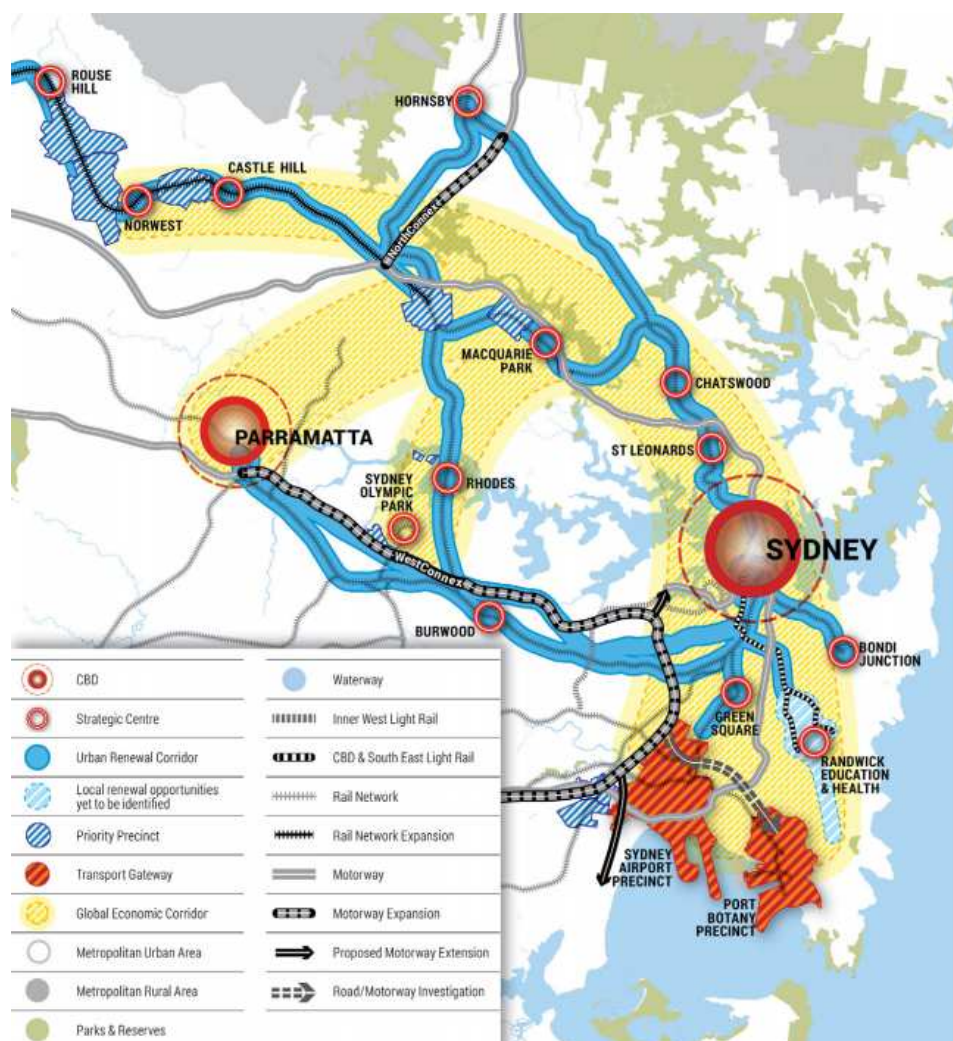 ROUSE
HILL
HORNSBY
CASTLE HILL
NORWEST
NorthConnex
MACQUARIE
PARK
CHATSWOOD
PARRAMATTA
ST LEONARDS
SYDNEY
OLYMPIC
PARK
RHODES
SYDNEY
WestConnex
BURWOOD
BONDI
JUNCTION
GREEN
SQUARE
RANDWICK
EDUCATION
& HEALTH
SYDNEY
AIRPORT
PRECINCT
PORT
BOTANY
PRECINCT
CBD
Strategic Centre
Urban Renewal Corridor
Local renewal opportunities
yet to be identified
Priority Precinct
Transport Gateway
Global Economic Corridor
Metropolitan Urban Area
Metropolitan Rural Area
Parks & Reserves
Waterway
Inner West Light Rail
CBD & South East Light Rail
Rail Network
Rail Network Expansion
Motorway
Motorway Expansion
Proposed Motorway Extension
Road/Motorway Investigation